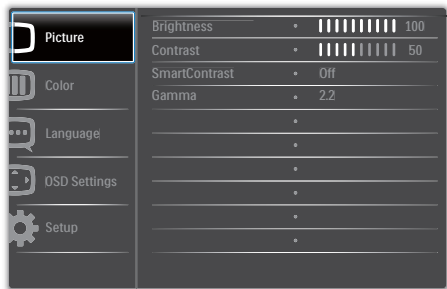 Picture
Color
Language
OSD Settings
Setup
Brightness 100
Contrast 50
SmartContrast Off
Gamma 2.2